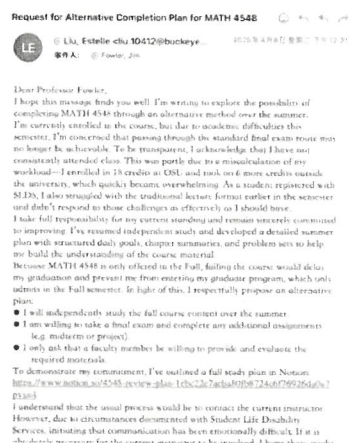 Request for Alternative Completion Plan for MATH 4548
LE
Liu, Estelle <liu.10412@buckeye...
收件人: Fowler, Jim
Dear Professor Fowler,
I hope this message finds you well. I'm writing to explore the possibility of
completing MATH 4548 through an alternative method over the summer.
I'm currently enrolled in the course, but due to academic difficulties this
semester, I'm concerned that passing through the standard final exam route may
no longer be achievable. To be transparent, I acknowledge that I have not
consistently attended class. This was partly due to a miscalculation of my
workload—I enrolled in 18 credits at OSU and took on 6 more credits outside
the university, which quickly became overwhelming. As a student registered with
SLDS, I also struggled with the traditional lecture format earlier in the semester
and didn't respond to those challenges as effectively as I should have.
I take full responsibility for my current standing and remain sincerely committed
to improving. I've resumed independent study and developed a detailed summer
plan with structured daily goals, chapter summaries, and problem sets to help
me build the understanding of the course material.
Because MATH 4548 is only offered in the Fall, failing the course would delay
my graduation and prevent me from entering my graduate program, which only
admits in the Fall semester. In light of this, I respectfully propose an alternative
plan:
● I will independently study the full course content over the summer.
● I am willing to take a final exam and complete any additional assignments
(e.g. midterm or project).
● I only ask that a faculty member be willing to provide and evaluate the
required materials.
To demonstrate my commitment, I've outlined a full study plan in Notion:
I understand that the usual process would be to contact the current instructor.
However, due to circumstances documented with Student Life Disability
Services, initiating that communication has been emotionally difficult. If it is